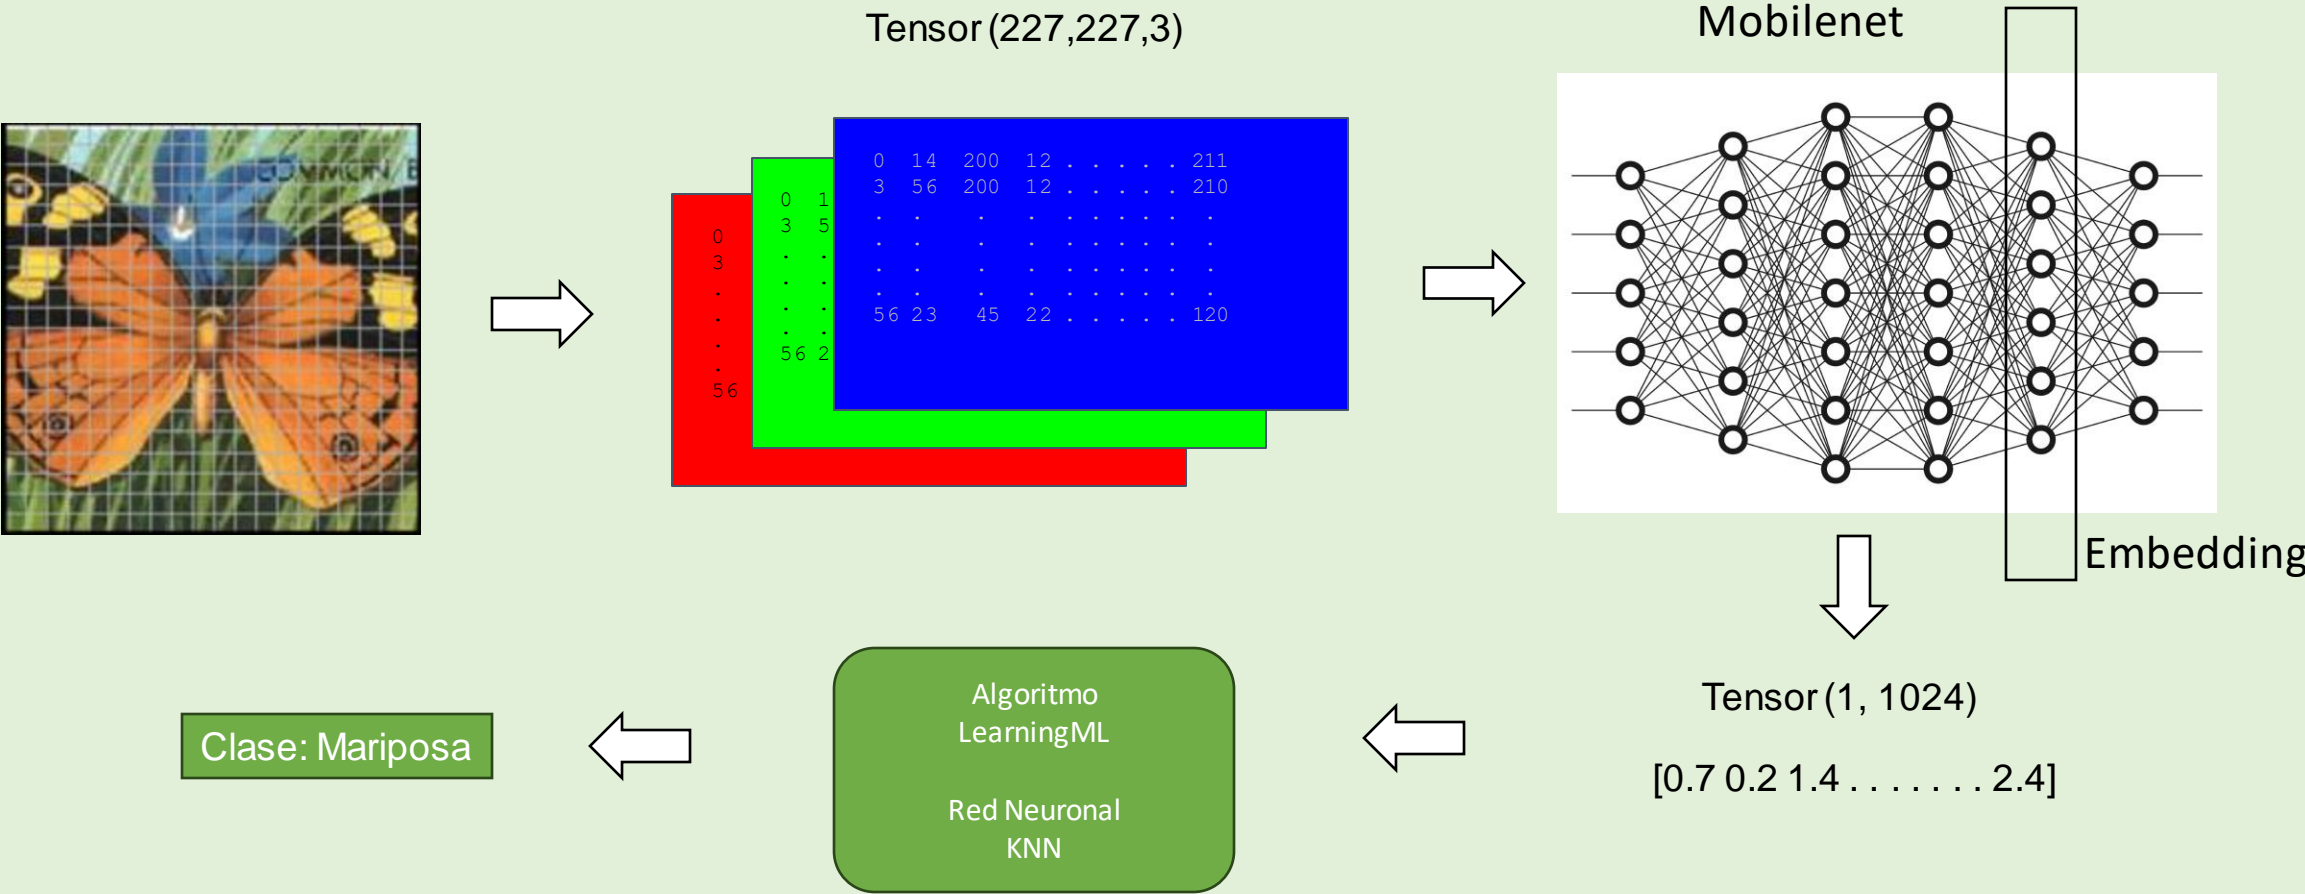 Tensor (227,227,3)
Mobilenet
COMMON
0 14 200 12 . . . . . 211
3 56 200 12 . . . . . 210
. . . . . . . . . .
. . . . . . . . . .
. . . . . . . . . .
. . . . . . . . . .
56 23 45 22 . . . . . 120
0 1
3 5
. .
. .
. .
. .
56 2
0
3
.
.
.
.
56
Embedding
Tensor (1, 1024)
[0.7 0.2 1.4 . . . . . . . 2.4]
Algoritmo
LearningML
Red Neuronal
KNN
Clase: Mariposa